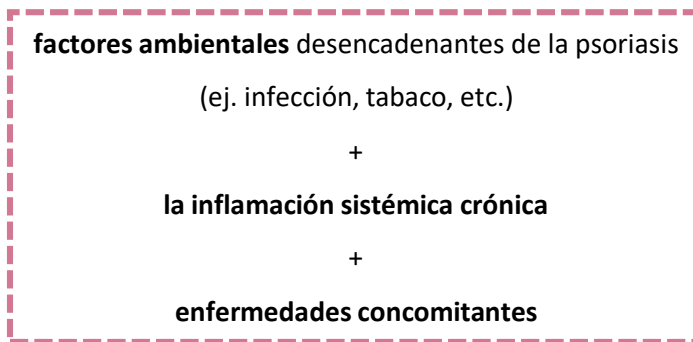 factores ambientales desencadenantes de la psoriasis
(ej. infección, tabaco, etc.)
+
la inflamación sistémica crónica
+
enfermedades concomitantes